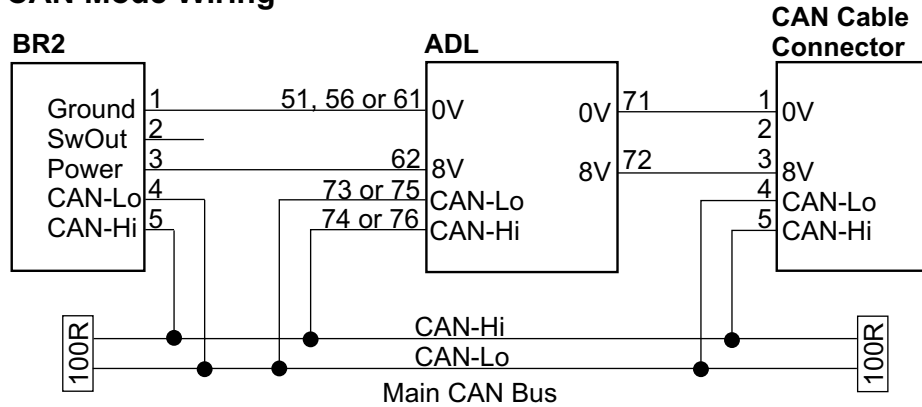 CAN Mode Wiring
BR2
ADL
CAN Cable
Connector
Ground 1
SwOut 2
Power 3
CAN-Lo 4
CAN-Hi 5
51, 56 or 61 0V
62 8V
73 or 75 CAN-Lo
74 or 76 CAN-Hi
0V 71
8V 72
1 0V
2
3 8V
4 CAN-Lo
5 CAN-Hi
100R
CAN-Hi
CAN-Lo
Main CAN Bus
100R